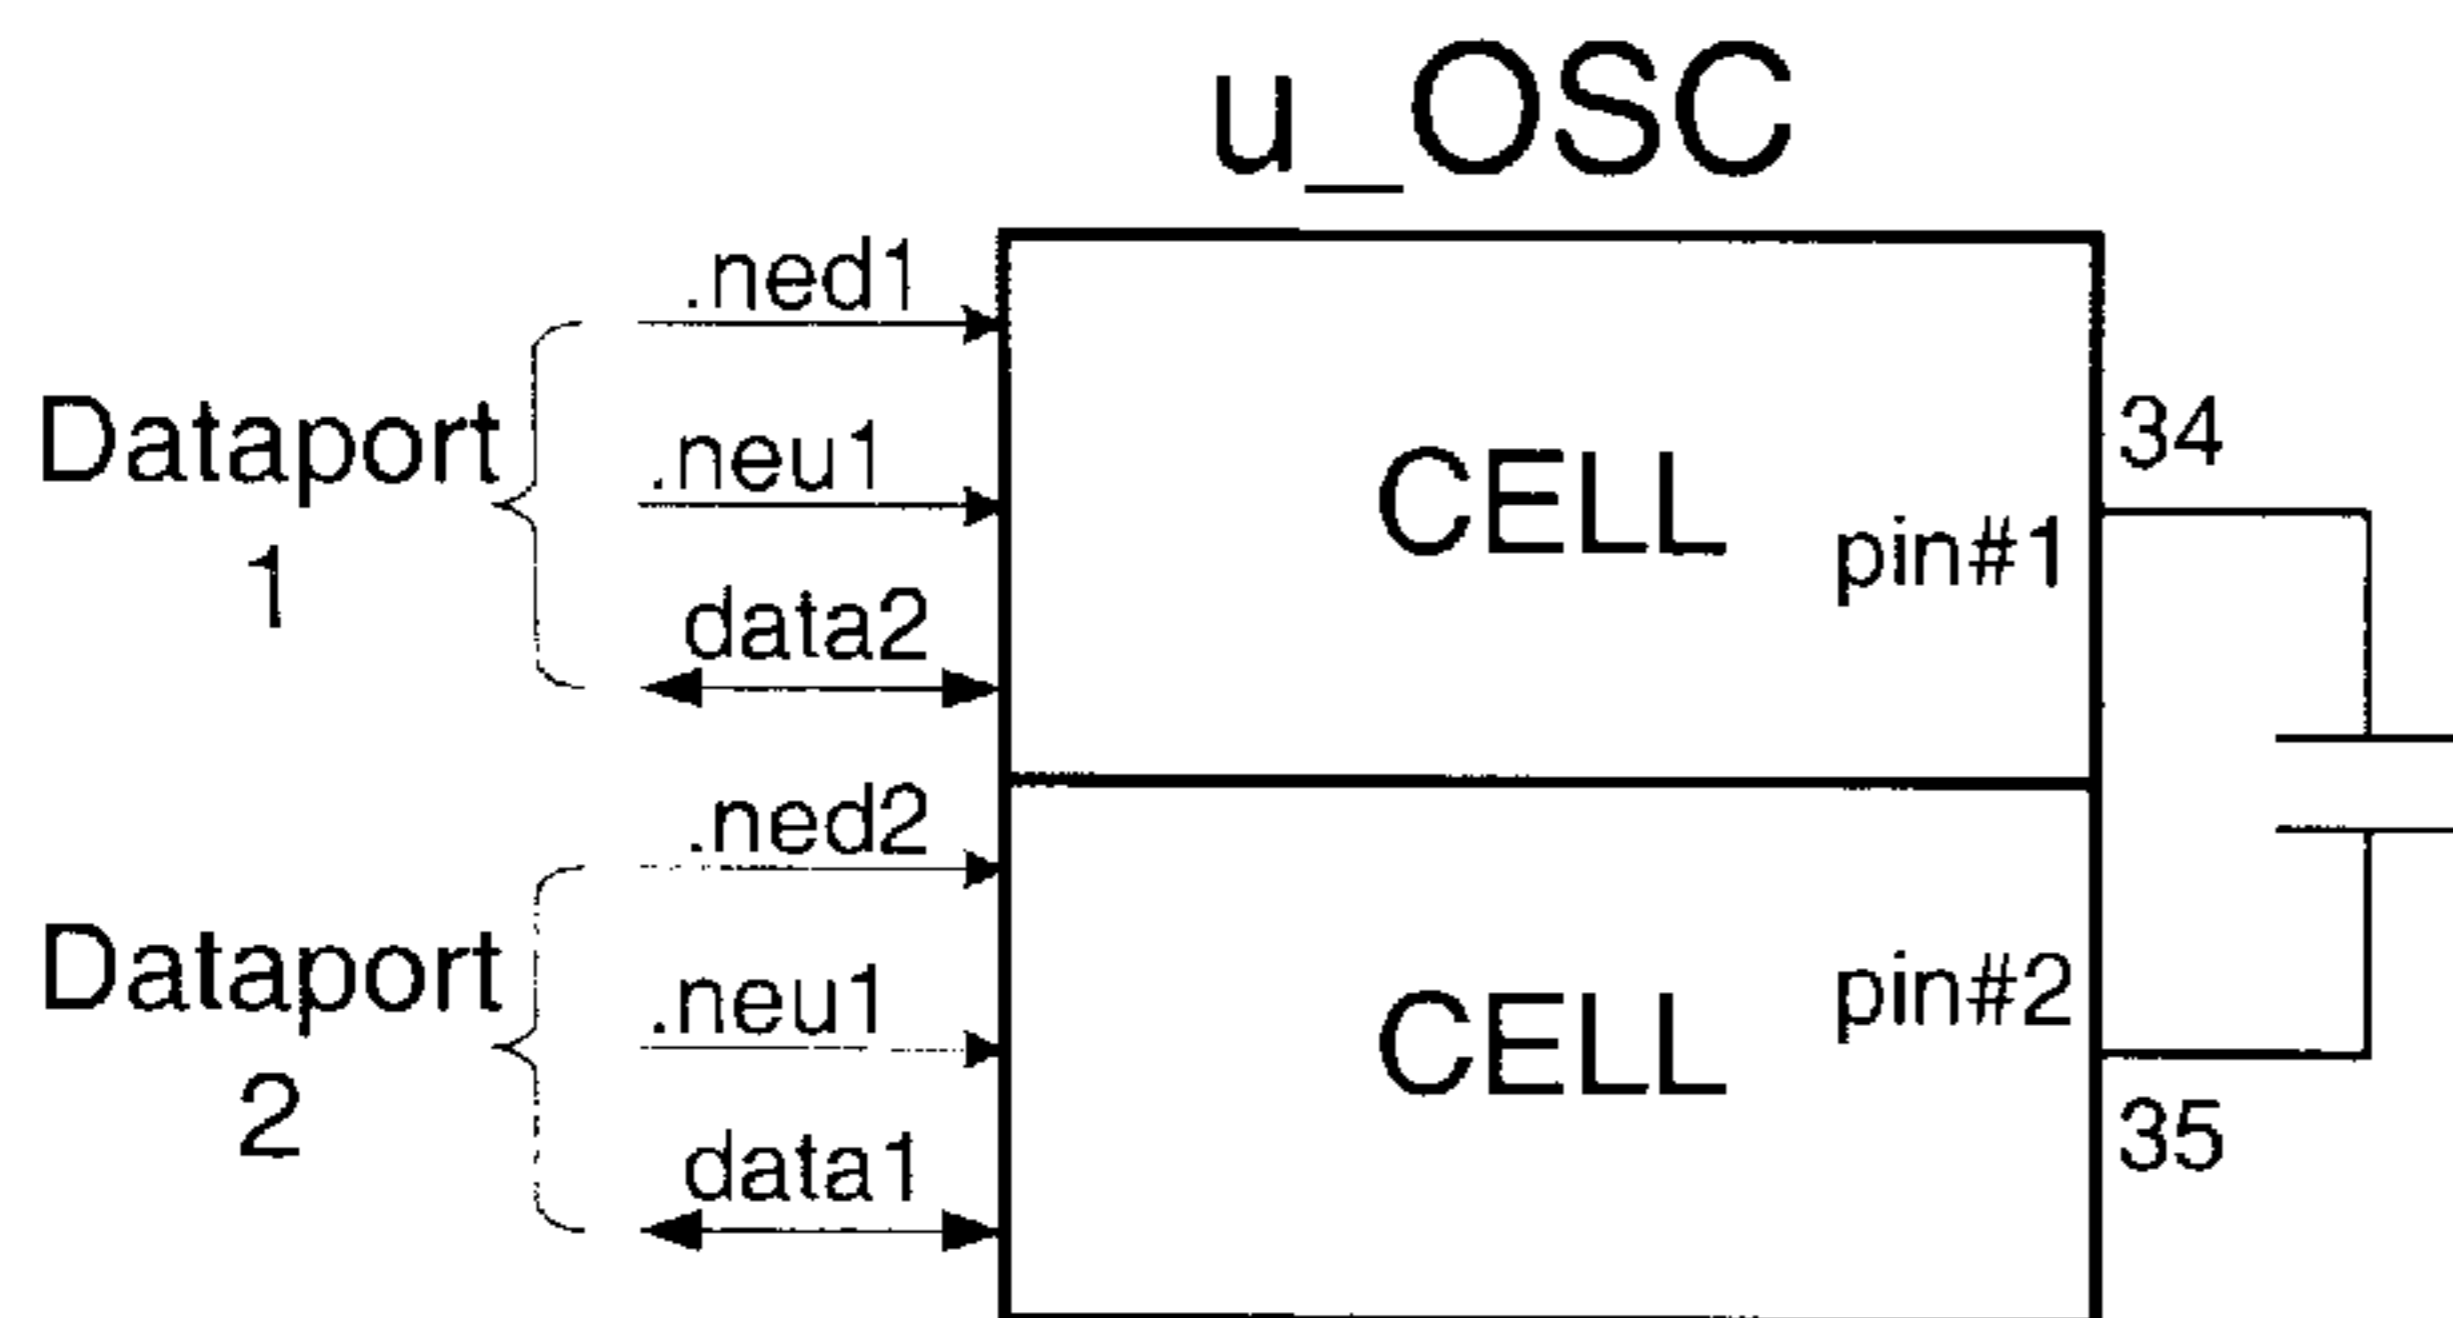 u_OSC
Dataport
1
.ned1
.neu1
data2
CELL
pin#1
34
Dataport
2
.ned2
.neu1
data1
CELL
pin#2
35